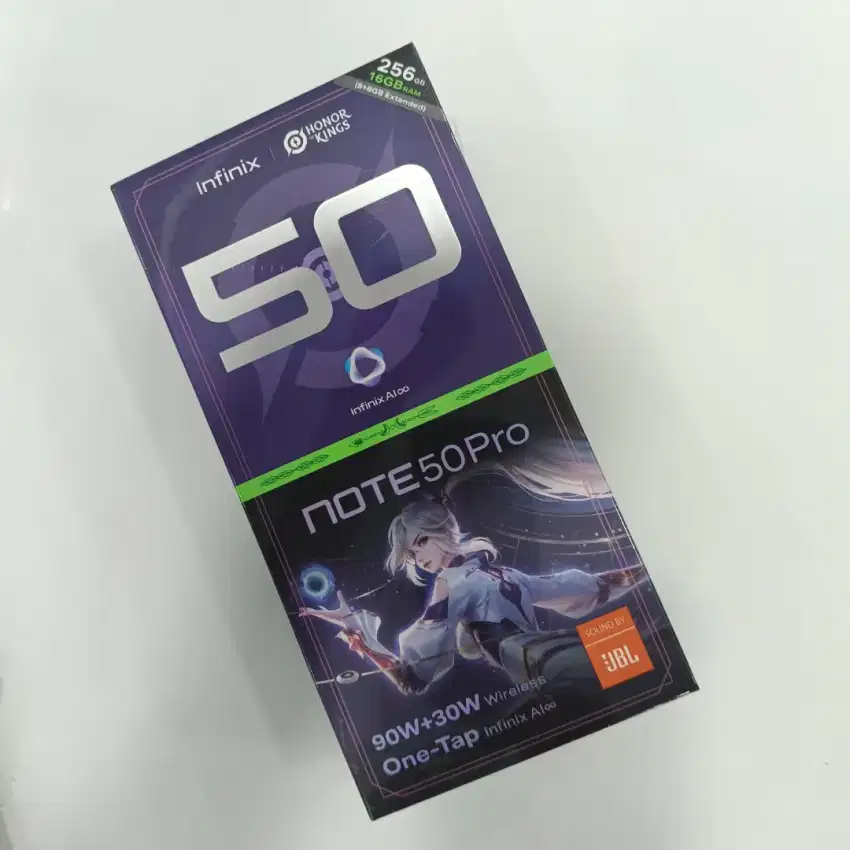 256GB
16GB RAM
(8+8GB Extended)
Infinix | HONOR OF KINGS
50
Infinix AI∞
NOTE 50 Pro
SOUND BY
JBL
90W+30W Wireless
One-Tap Infinix AI∞